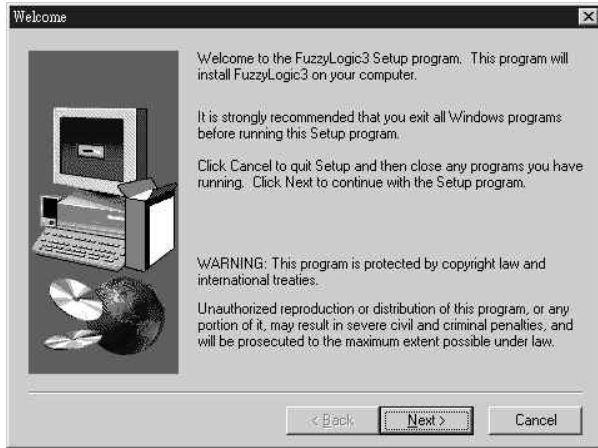 Welcome
Welcome to the FuzzyLogic3 Setup program.  This program will
install FuzzyLogic3 on your computer.
It is strongly recommended that you exit all Windows programs
before running this Setup program.
Click Cancel to quit Setup and then close any programs you have
running.  Click Next to continue with the Setup program.
WARNING: This program is protected by copyright law and
international treaties.
Unauthorized reproduction or distribution of this program, or any
portion of it, may result in severe civil and criminal penalties, and
will be prosecuted to the maximum extent possible under law.
< Back
Next >
Cancel